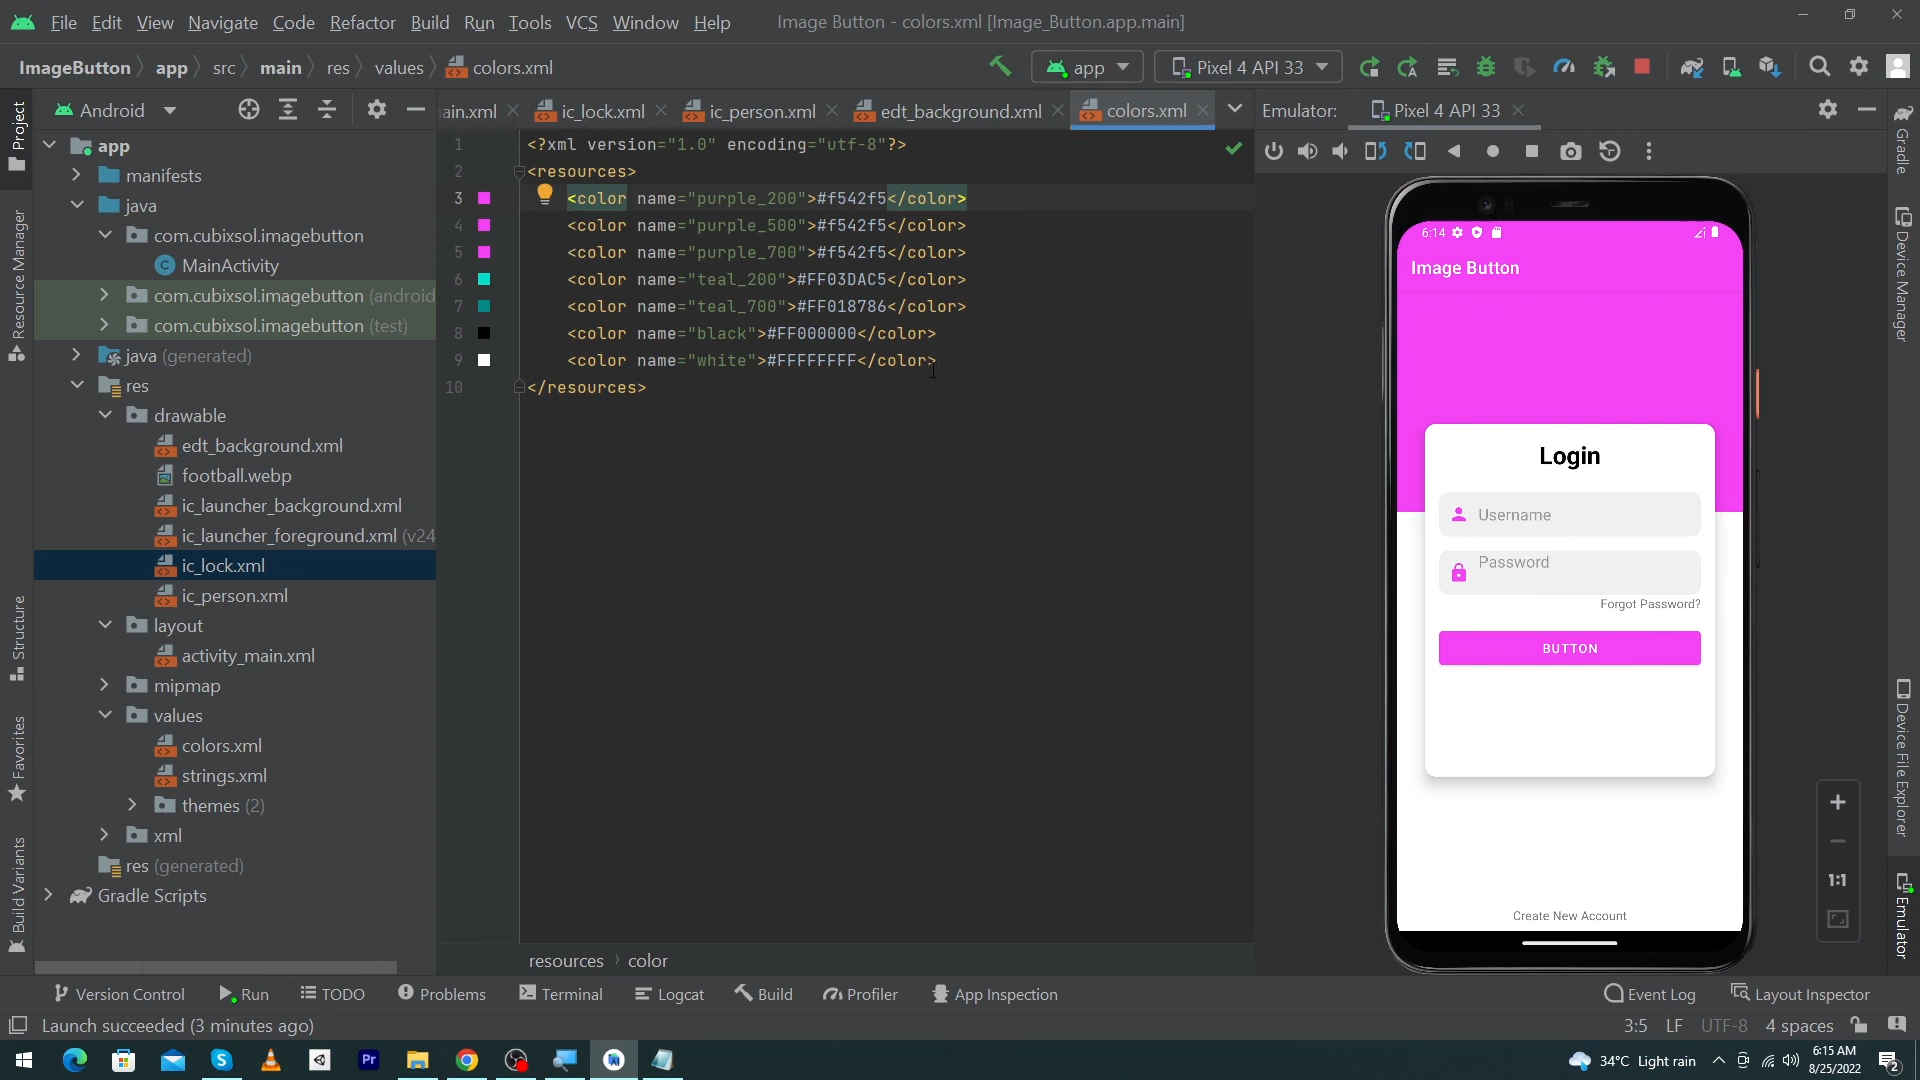 File Edit View Navigate Code Refactor Build Run Tools VCS Window Help Image Button - colors.xml [Image_Button.app.main]
ImageButton app src main res values colors.xml app Pixel 4 API 33
Android
ain.xml ic_lock.xml ic_person.xml edt_background.xml colors.xml
Emulator: Pixel 4 API 33
Project
Resource Manager
Structure
Favorites
Build Variants
app
manifests
java
com.cubixsol.imagebutton
MainActivity
com.cubixsol.imagebutton (android
com.cubixsol.imagebutton (test)
java (generated)
res
drawable
edt_background.xml
football.webp
ic_launcher_background.xml
ic_launcher_foreground.xml (v24
ic_lock.xml
ic_person.xml
layout
activity_main.xml
mipmap
values
colors.xml
strings.xml
themes (2)
xml
res (generated)
Gradle Scripts
1 <?xml version="1.0" encoding="utf-8"?>
2 <resources>
3 <color name="purple_200">#f542f5</color>
4 <color name="purple_500">#f542f5</color>
5 <color name="purple_700">#f542f5</color>
6 <color name="teal_200">#FF03DAC5</color>
7 <color name="teal_700">#FF018786</color>
8 <color name="black">#FF000000</color>
9 <color name="white">#FFFFFFFF</color>
10 </resources>
resources color
6:14
Image Button
Login
Username
Password
Forgot Password?
BUTTON
Create New Account
1:1
Gradle
Device Manager
Device File Explorer
Emulator
Version Control Run TODO Problems Terminal Logcat Build Profiler App Inspection Event Log Layout Inspector
Launch succeeded (3 minutes ago) 3:5 LF UTF-8 4 spaces
Pr
34°C Light rain
6:15 AM
8/25/2022
2